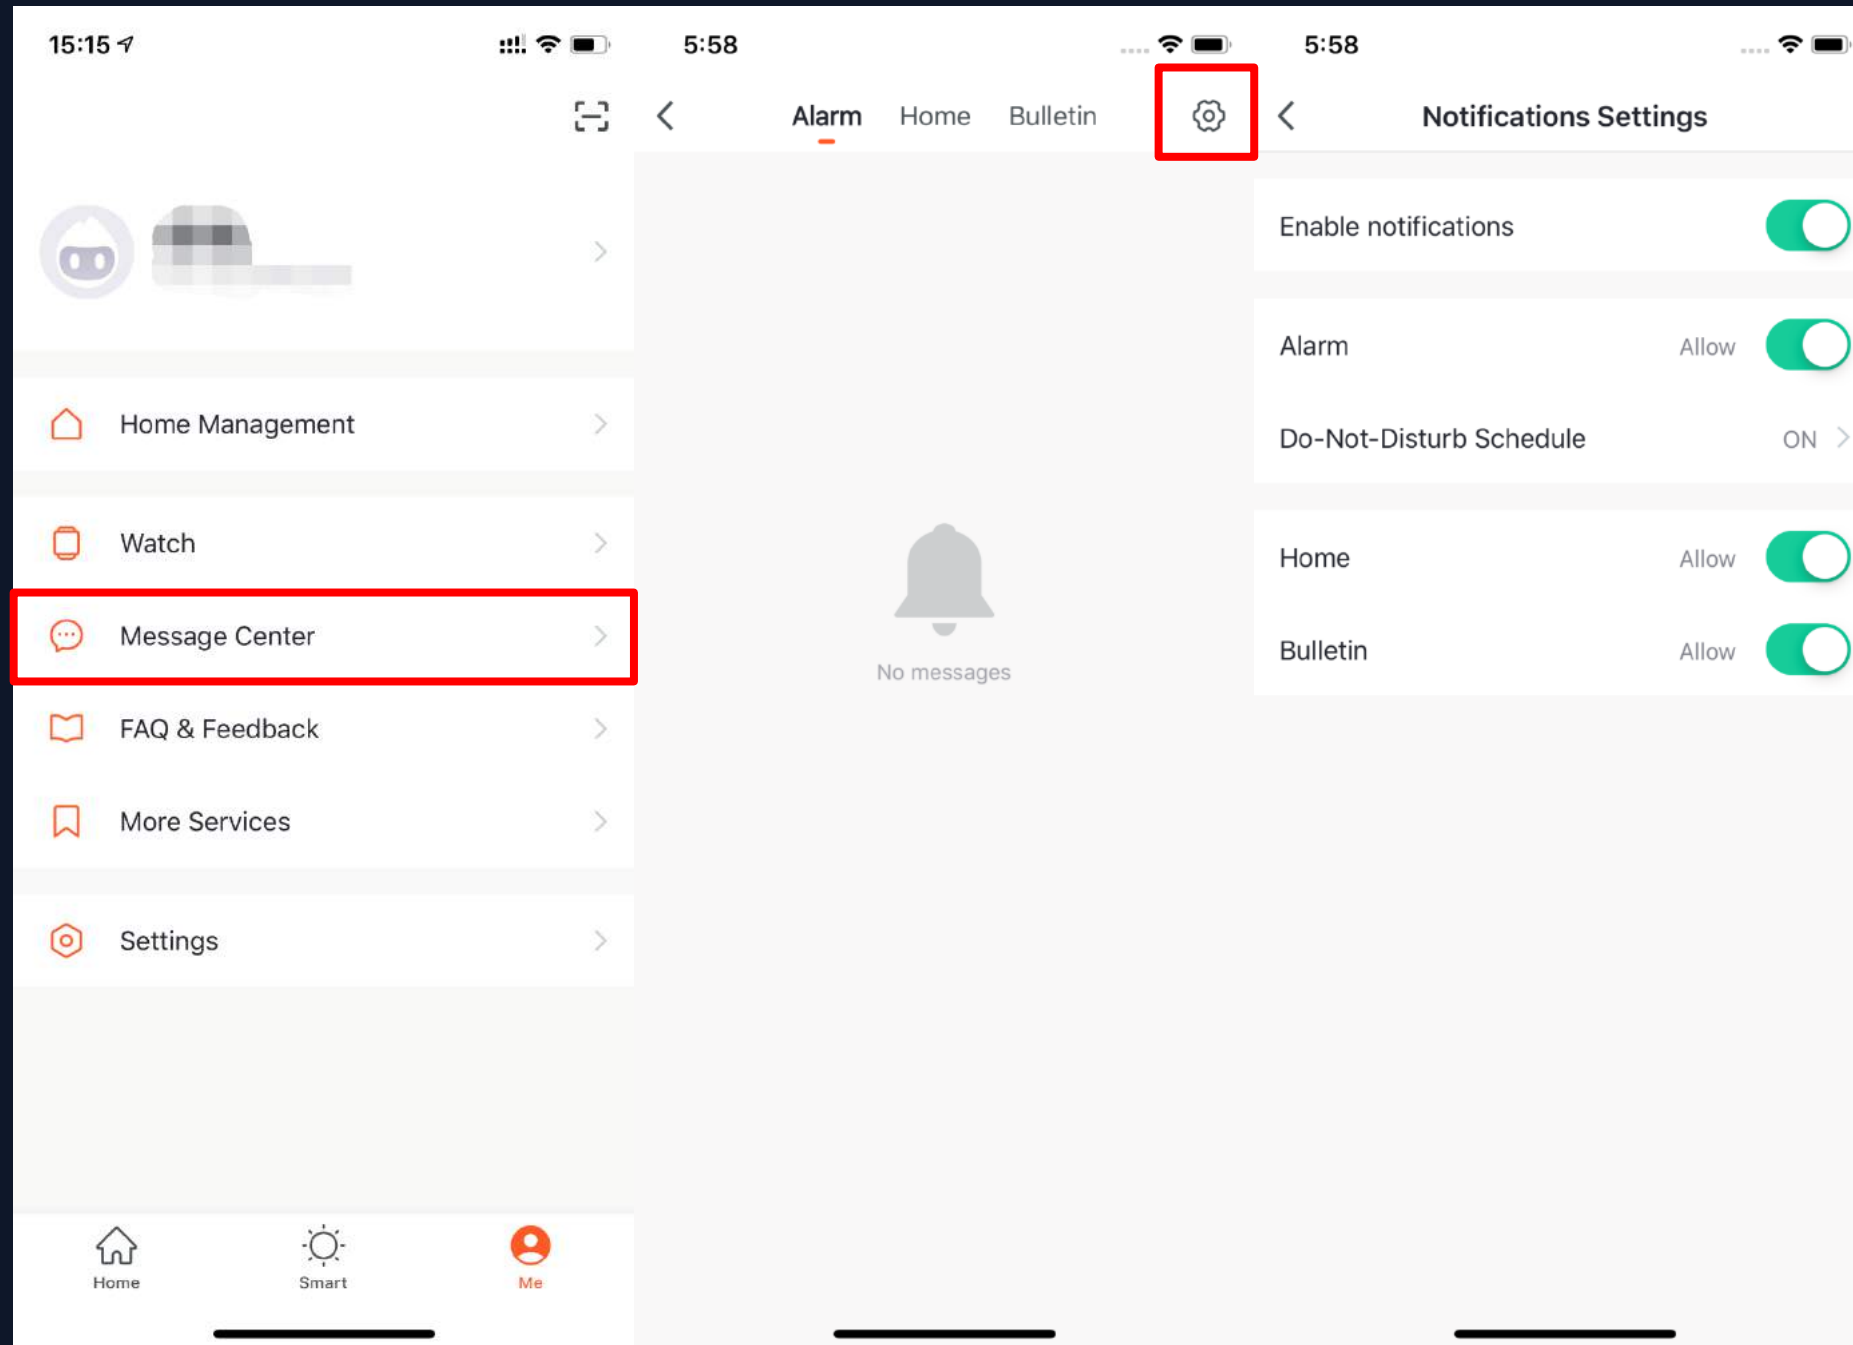 15:15
Home Management
Watch
Message Center
FAQ & Feedback
More Services
Settings
Home
Smart
Me
5:58
Alarm
Home
Bulletin
No messages
5:58
Notifications Settings
Enable notifications
Alarm Allow
Do-Not-Disturb Schedule ON
Home Allow
Bulletin Allow